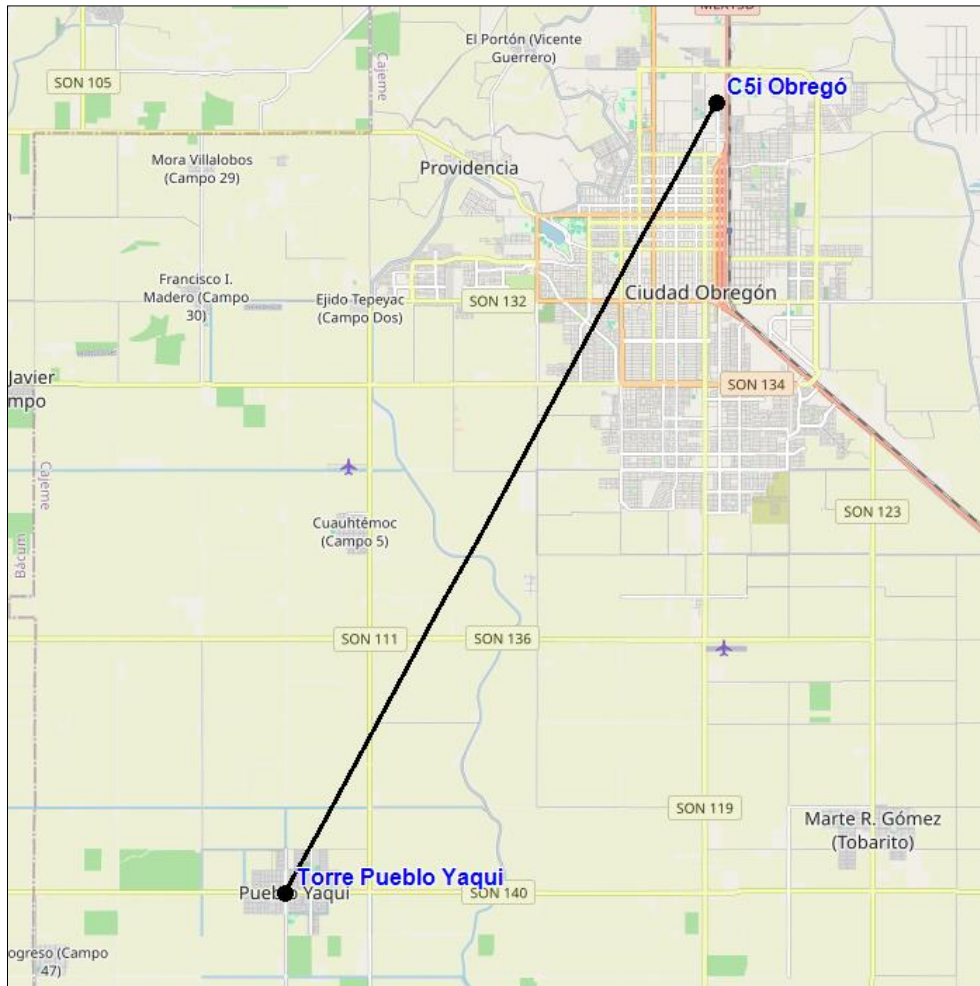 MEX15D
El Portón (Vicente
Guerrero)
SON 105
Cajeme
C5i Obregó
Mora Villalobos
(Campo 29)
Providencia
Francisco I.
Madero (Campo
30)
Ejido Tepeyac
(Campo Dos)
SON 132
Ciudad Obregón
Javier
mpo
SON 134
Cajeme
Bácum
Cuauhtémoc
(Campo 5)
SON 123
SON 111
SON 136
SON 119
Marte R. Gómez
(Tobarito)
Torre Pueblo Yaqui
Pueblo Yaqui
SON 140
ogreso (Campo
47)